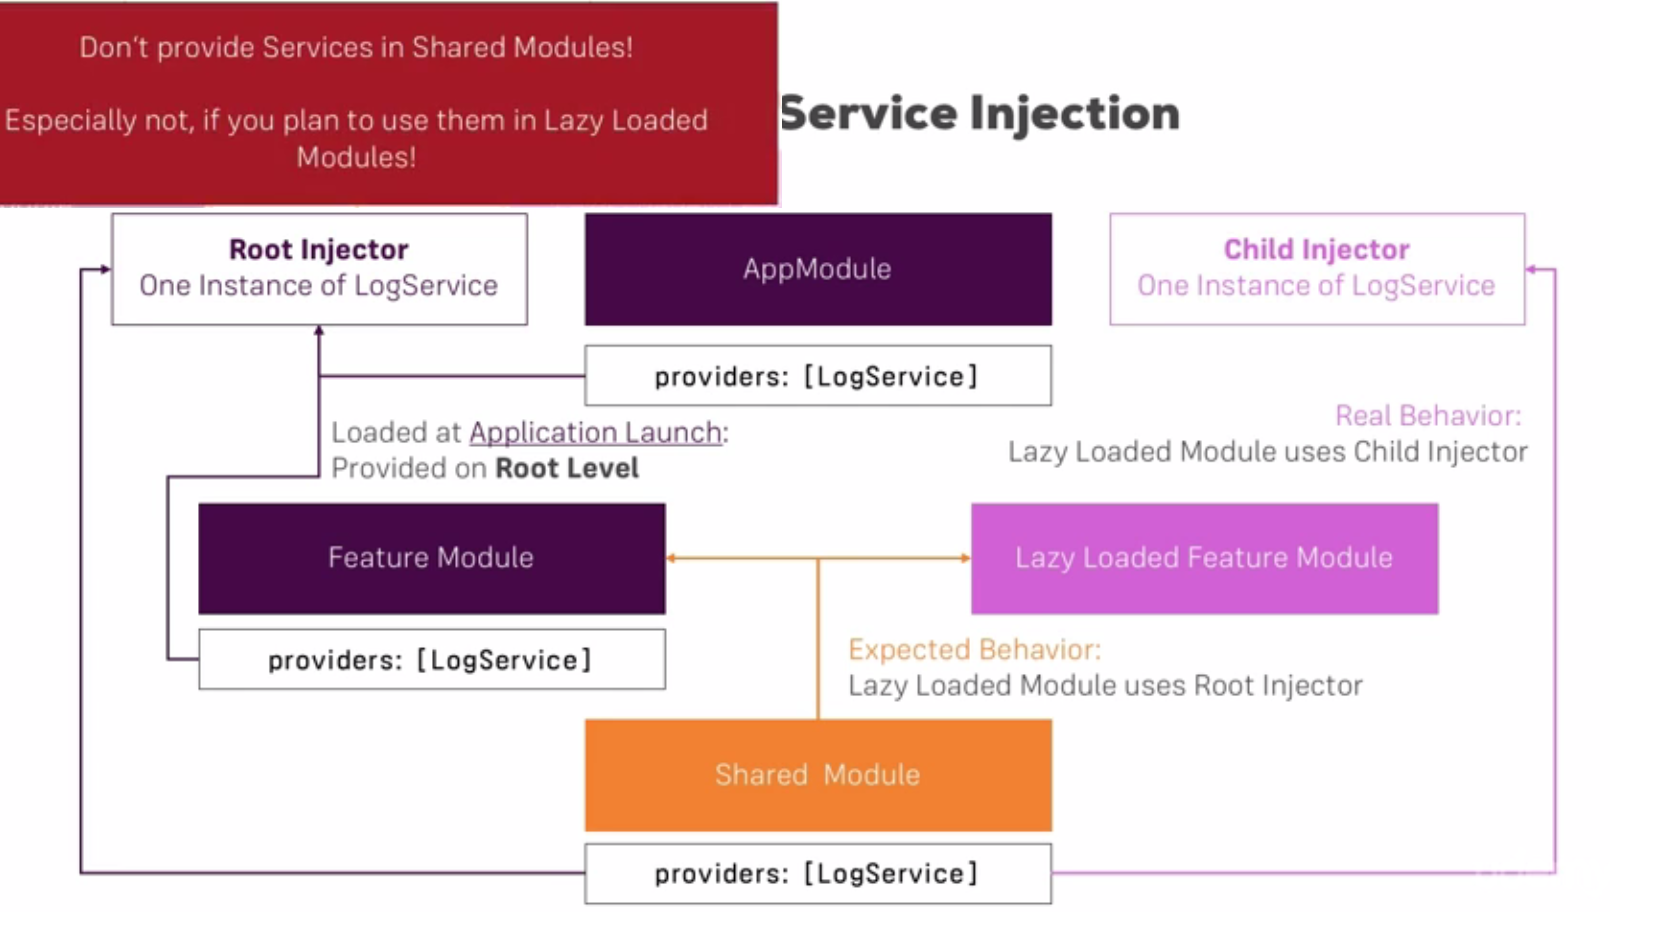 Don't provide Services in Shared Modules!
Especially not, if you plan to use them in Lazy Loaded
Modules!
Service Injection
Root Injector
One Instance of LogService
AppModule
Child Injector
One Instance of LogService
providers: [LogService]
Loaded at Application Launch:
Provided on Root Level
Real Behavior:
Lazy Loaded Module uses Child Injector
Feature Module
Lazy Loaded Feature Module
providers: [LogService]
Expected Behavior:
Lazy Loaded Module uses Root Injector
Shared Module
providers: [LogService]